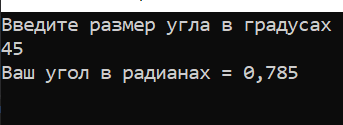 Введите размер угла в градусах
45
Ваш угол в радианах = 0,785